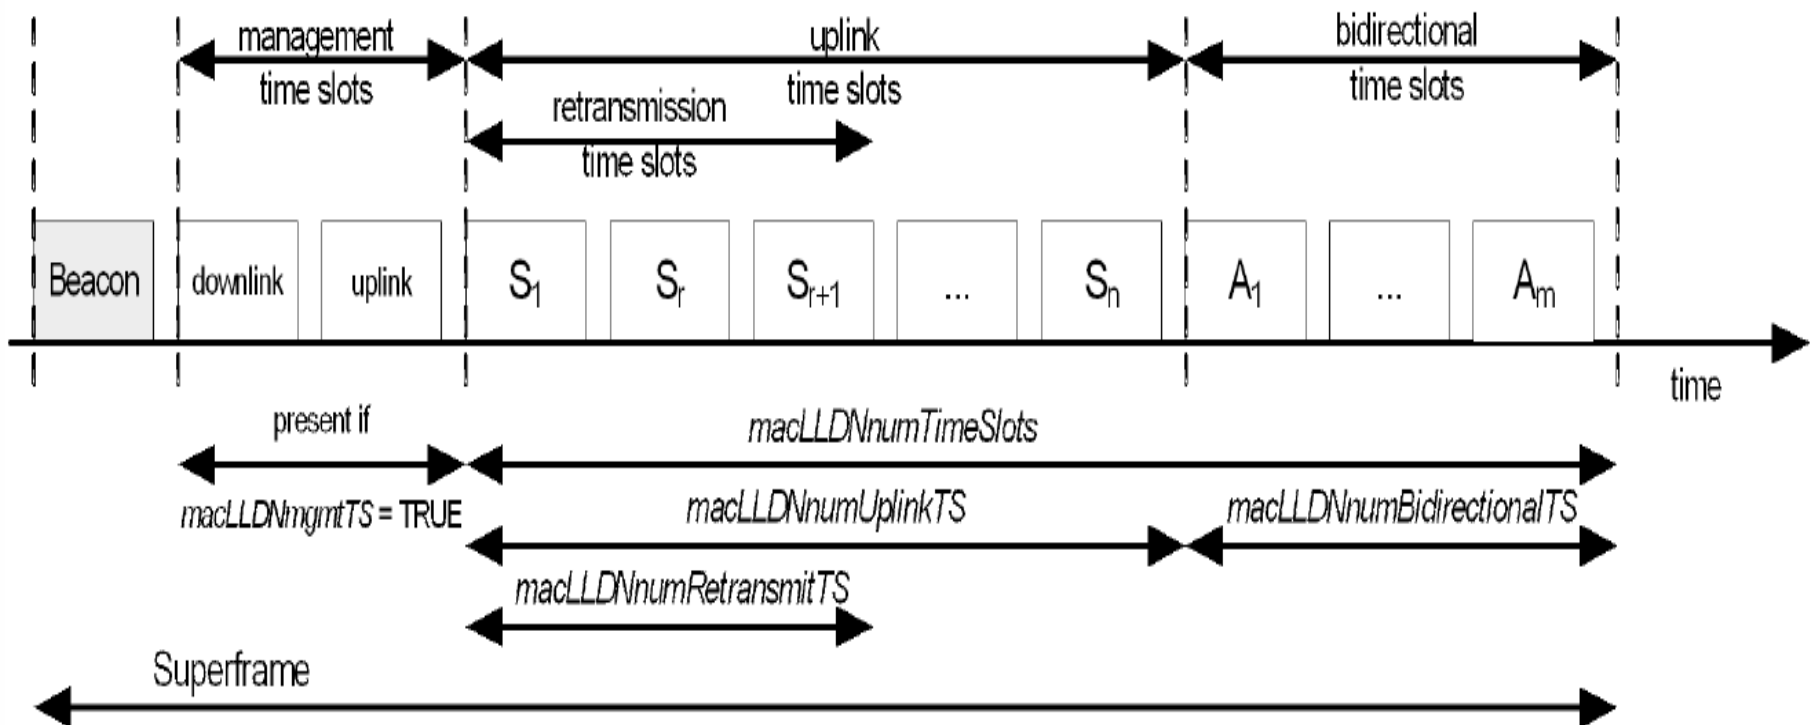 management
time slots
uplink
time slots
bidirectional
time slots
retransmission
time slots
Beacon
downlink
uplink
S1
Sr
Sr+1
...
Sn
A1
...
Am
time
present if
macLLDNmgmtTS = TRUE
macLLDNnumTimeSlots
macLLDNnumUplinkTS
macLLDNnumBidirectionalTS
macLLDNnumRetransmitTS
Superframe